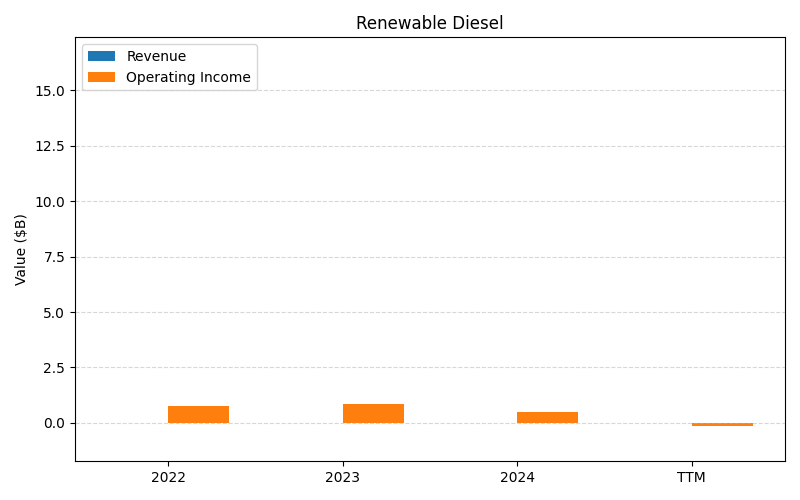 Renewable Diesel
Revenue
Operating Income
Value ($B)
15.0
12.5
10.0
7.5
5.0
2.5
0.0
2022
2023
2024
TTM